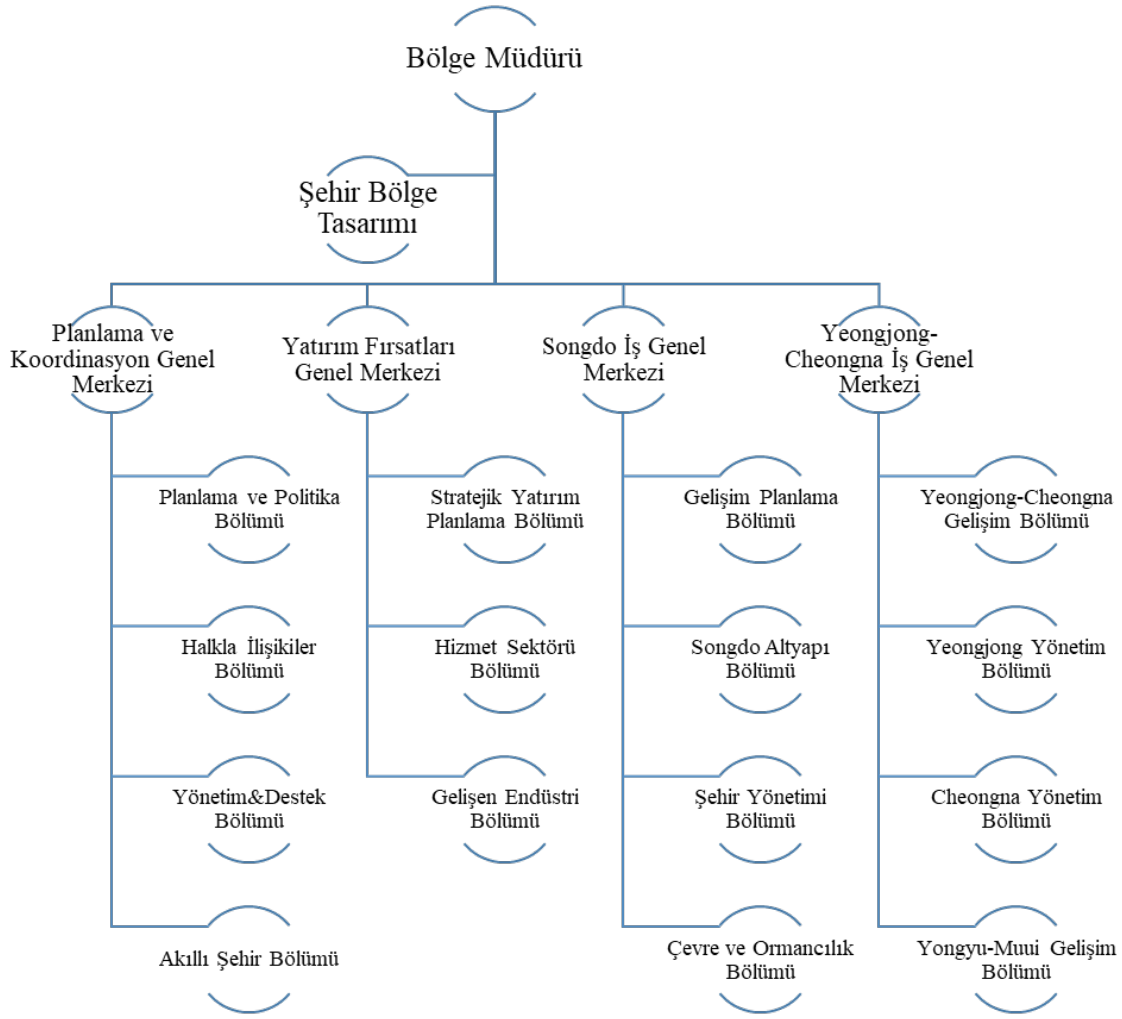 Bölge Müdürü
Şehir Bölge
Tasarımı
Planlama ve
Koordinasyon Genel
Merkezi
Yatırım Fırsatları
Genel Merkezi
Songdo İş Genel
Merkezi
Yeongjong-
Cheongna İş Genel
Merkezi
Planlama ve Politika
Bölümü
Halkla İlişikiler
Bölümü
Yönetim&Destek
Bölümü
Akıllı Şehir Bölümü
Stratejik Yatırım
Planlama Bölümü
Hizmet Sektörü
Bölümü
Gelişen Endüstri
Bölümü
Gelişim Planlama
Bölümü
Songdo Altyapı
Bölümü
Şehir Yönetimi
Bölümü
Çevre ve Ormancılık
Bölümü
Yeongjong-Cheongna
Gelişim Bölümü
Yeongjong Yönetim
Bölümü
Cheongna Yönetim
Bölümü
Yongyu-Muui Gelişim
Bölümü